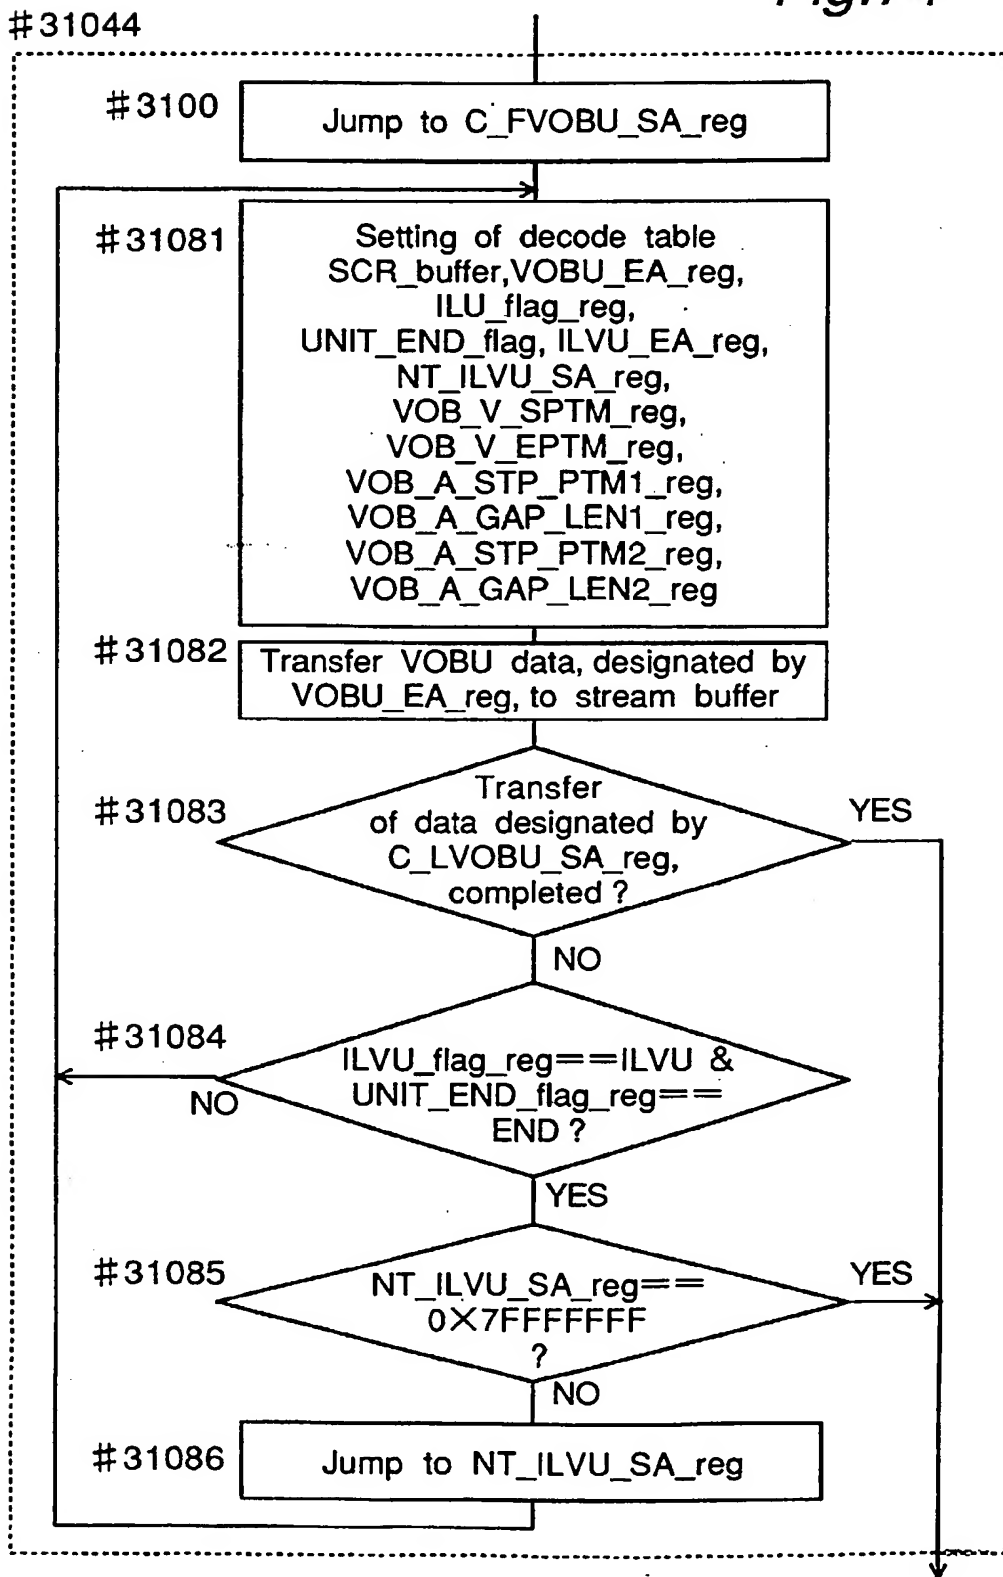 #31044
#3100
Jump to C_FVOBU_SA_reg
#31081
Setting of decode table
SCR_buffer,VOBU_EA_reg,
ILU_flag_reg,
UNIT_END_flag, ILVU_EA_reg,
NT_ILVU_SA_reg,
VOB_V_SPTM_reg,
VOB_V_EPTM_reg,
VOB_A_STP_PTM1_reg,
VOB_A_GAP_LEN1_reg,
VOB_A_STP_PTM2_reg,
VOB_A_GAP_LEN2_reg
#31082
Transfer VOBU data, designated by
VOBU_EA_reg, to stream buffer
#31083
Transfer
of data designated by
C_LVOBU_SA_reg,
completed ?
YES
NO
#31084
ILVU_flag_reg==ILVU &
UNIT_END_flag_reg==
END ?
NO
YES
#31085
NT_ILVU_SA_reg==
0X7FFFFFFF
?
YES
NO
#31086
Jump to NT_ILVU_SA_reg